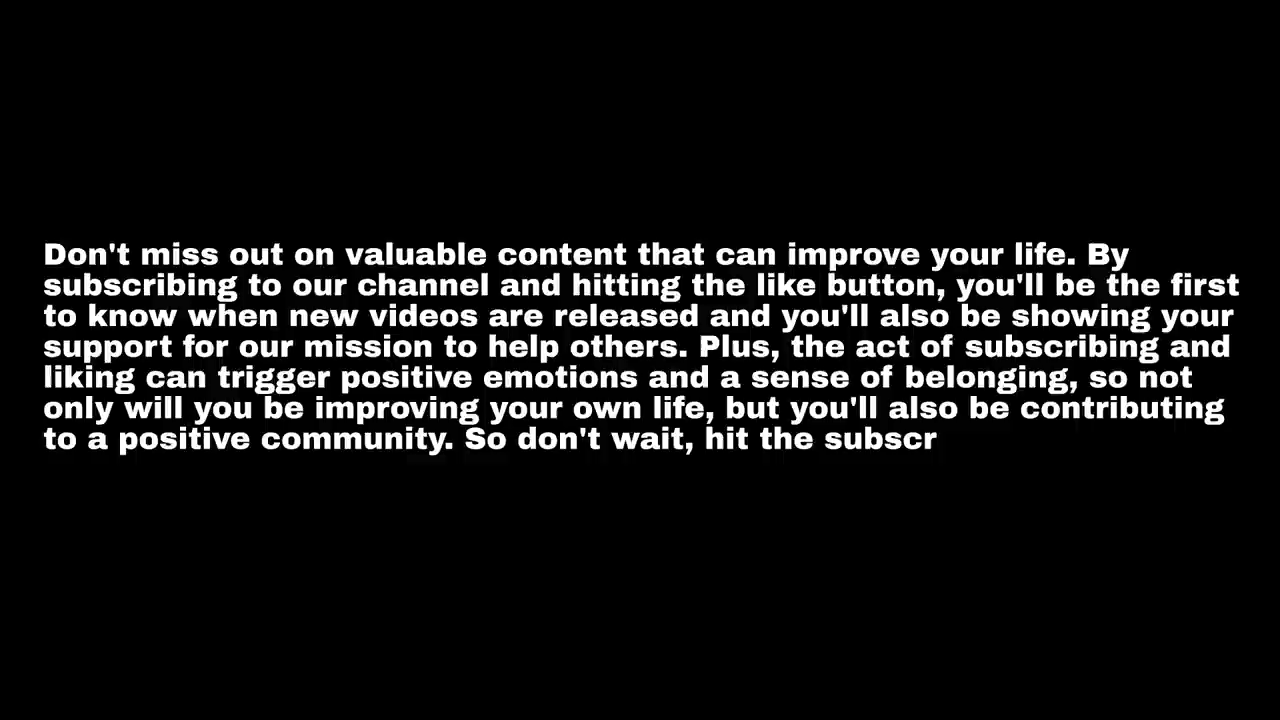 Don't miss out on valuable content that can improve your life. By
subscribing to our channel and hitting the like button, you'll be the first
to know when new videos are released and you'll also be showing your
support for our mission to help others. Plus, the act of subscribing and
liking can trigger positive emotions and a sense of belonging, so not
only will you be improving your own life, but you'll also be contributing
to a positive community. So don't wait, hit the subscr